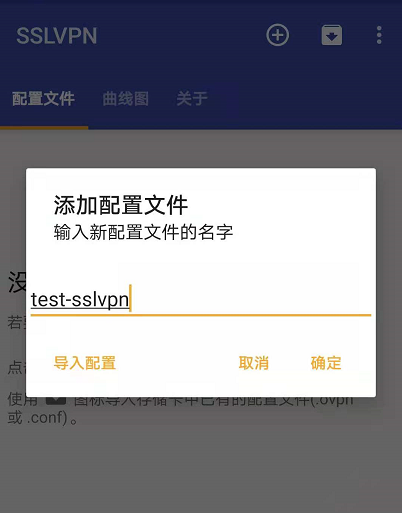 SSLVPN
配置文件 曲线图 关于
添加配置文件
输入新配置文件的名字
没
test-sslvpn
若
导入配置 取消 确定
点
使用 图标导入存储卡中已有的配置文件(.ovpn
或 .conf)。